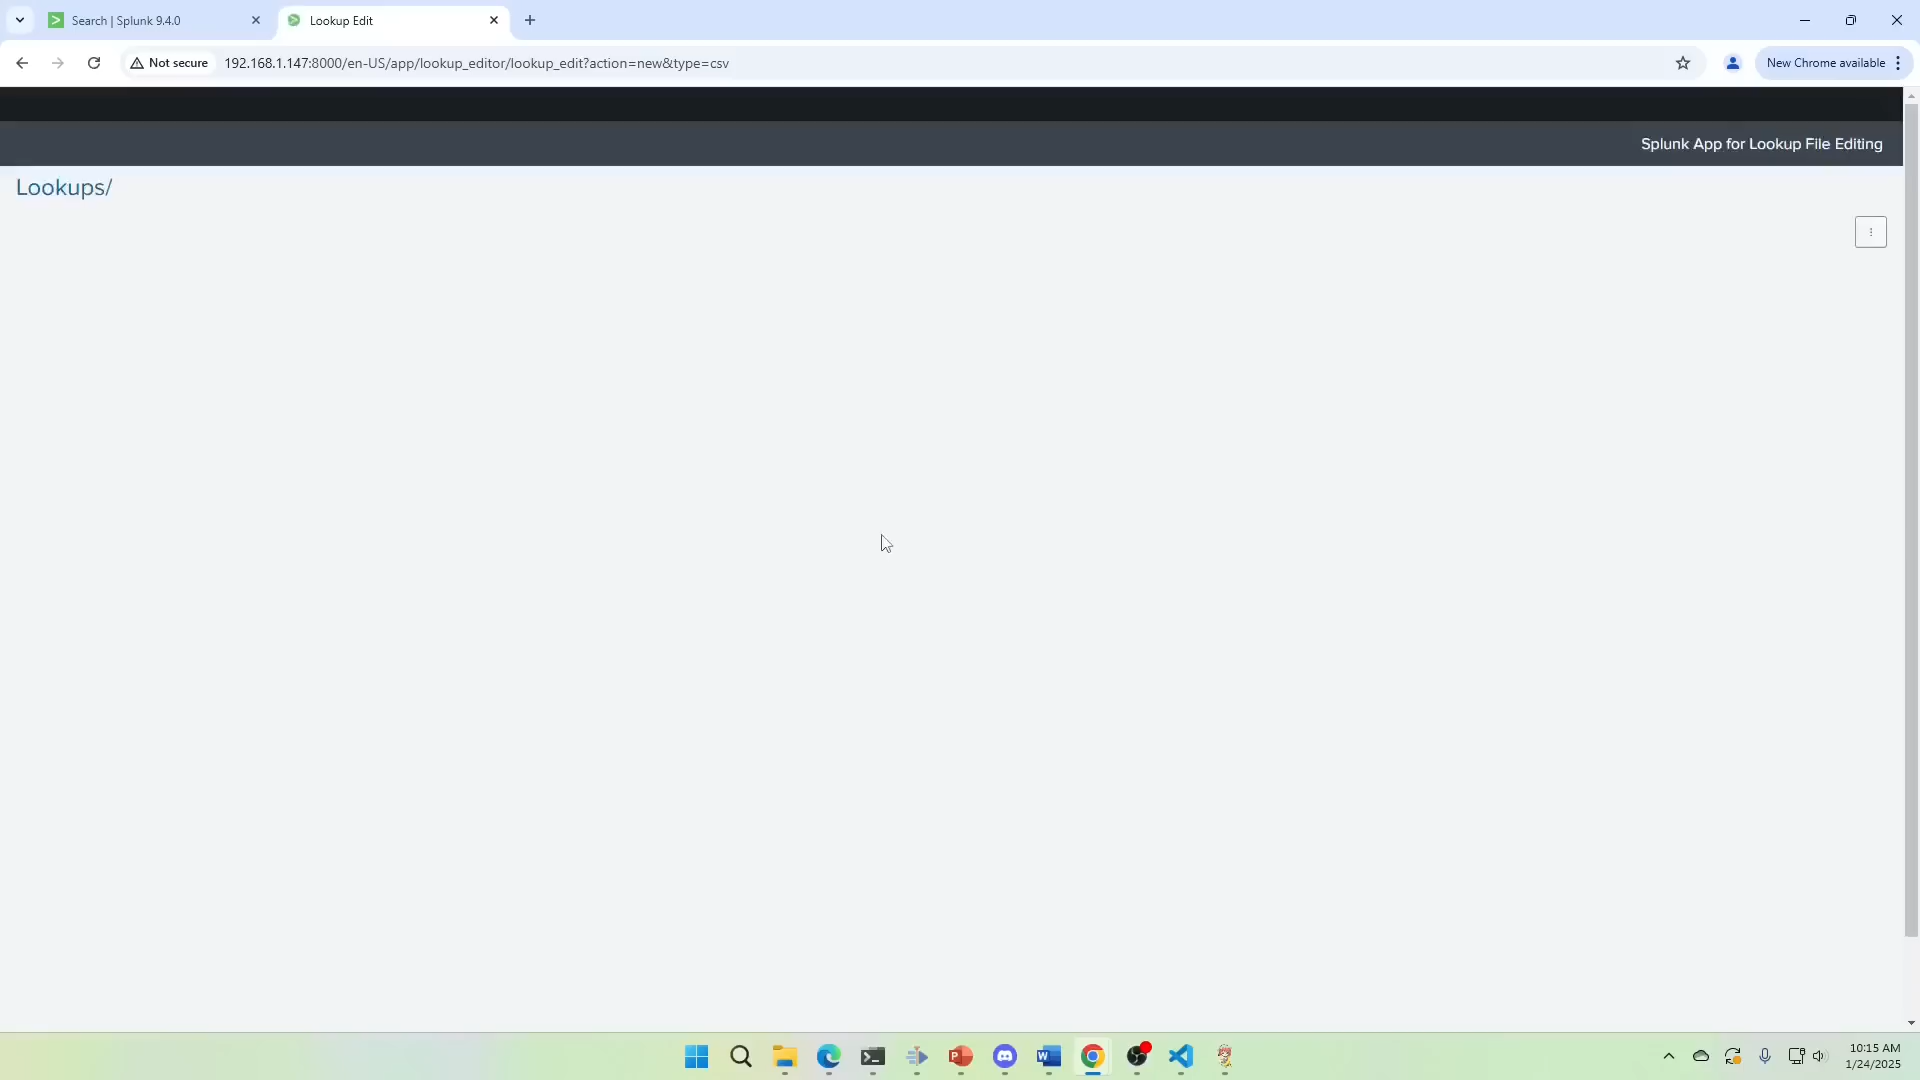 Search | Splunk 9.4.0
Lookup Edit
Not secure
192.168.1.147:8000/en-US/app/lookup_editor/lookup_edit?action=new&type=csv
New Chrome available
Splunk App for Lookup File Editing
Lookups/
10:15 AM
1/24/2025